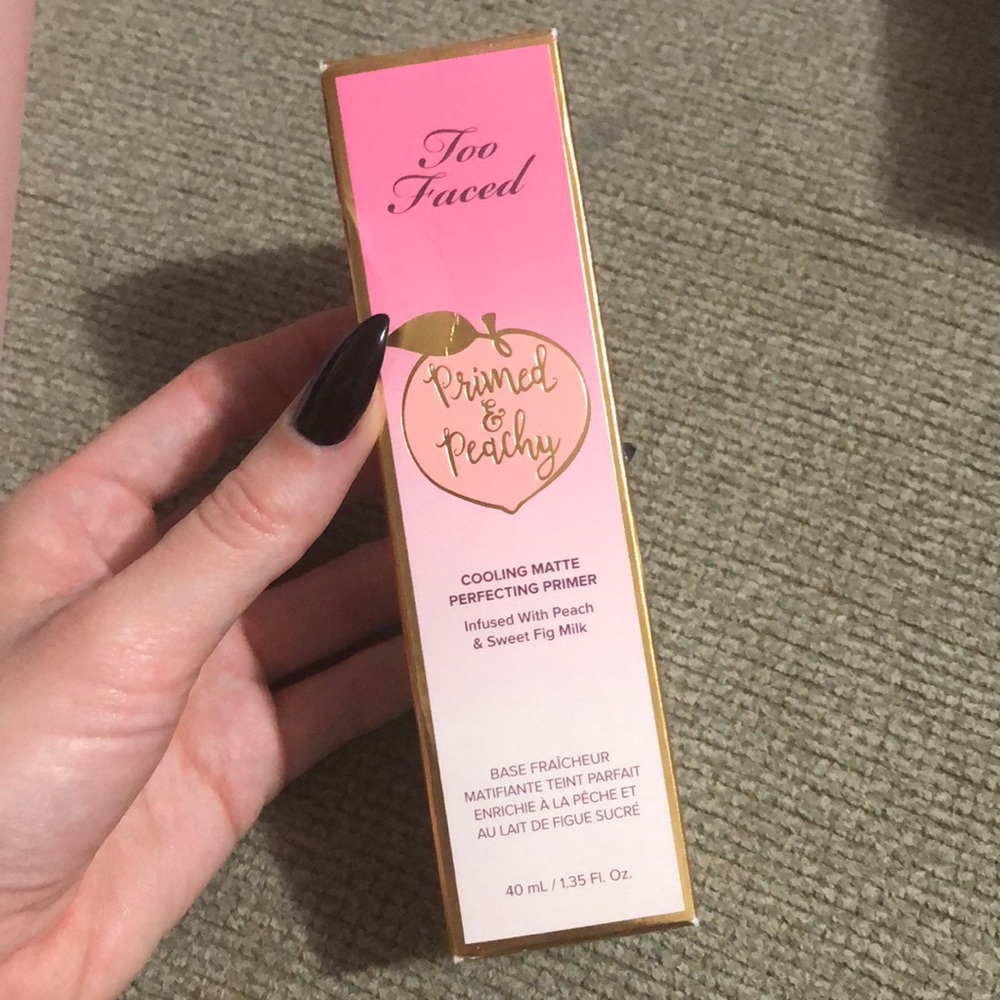 Too
Faced
Primed
&
Peachy
COOLING MATTE
PERFECTING PRIMER
Infused With Peach
& Sweet Fig Milk
BASE FRAÎCHEUR
MATIFIANTE TEINT PARFAIT
ENRICHIE À LA PÊCHE ET
AU LAIT DE FIGUE SUCRÉ
40 mL / 1.35 Fl. Oz.